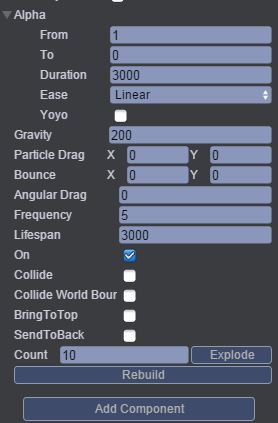 Alpha
From 1
To 0
Duration 3000
Ease Linear
Yoyo
Gravity 200
Particle Drag X 0 Y 0
Bounce X 0 Y 0
Angular Drag 0
Frequency 5
Lifespan 3000
On
Collide
Collide World Bour
BringToTop
SendToBack
Count 10 Explode
Rebuild
Add Component